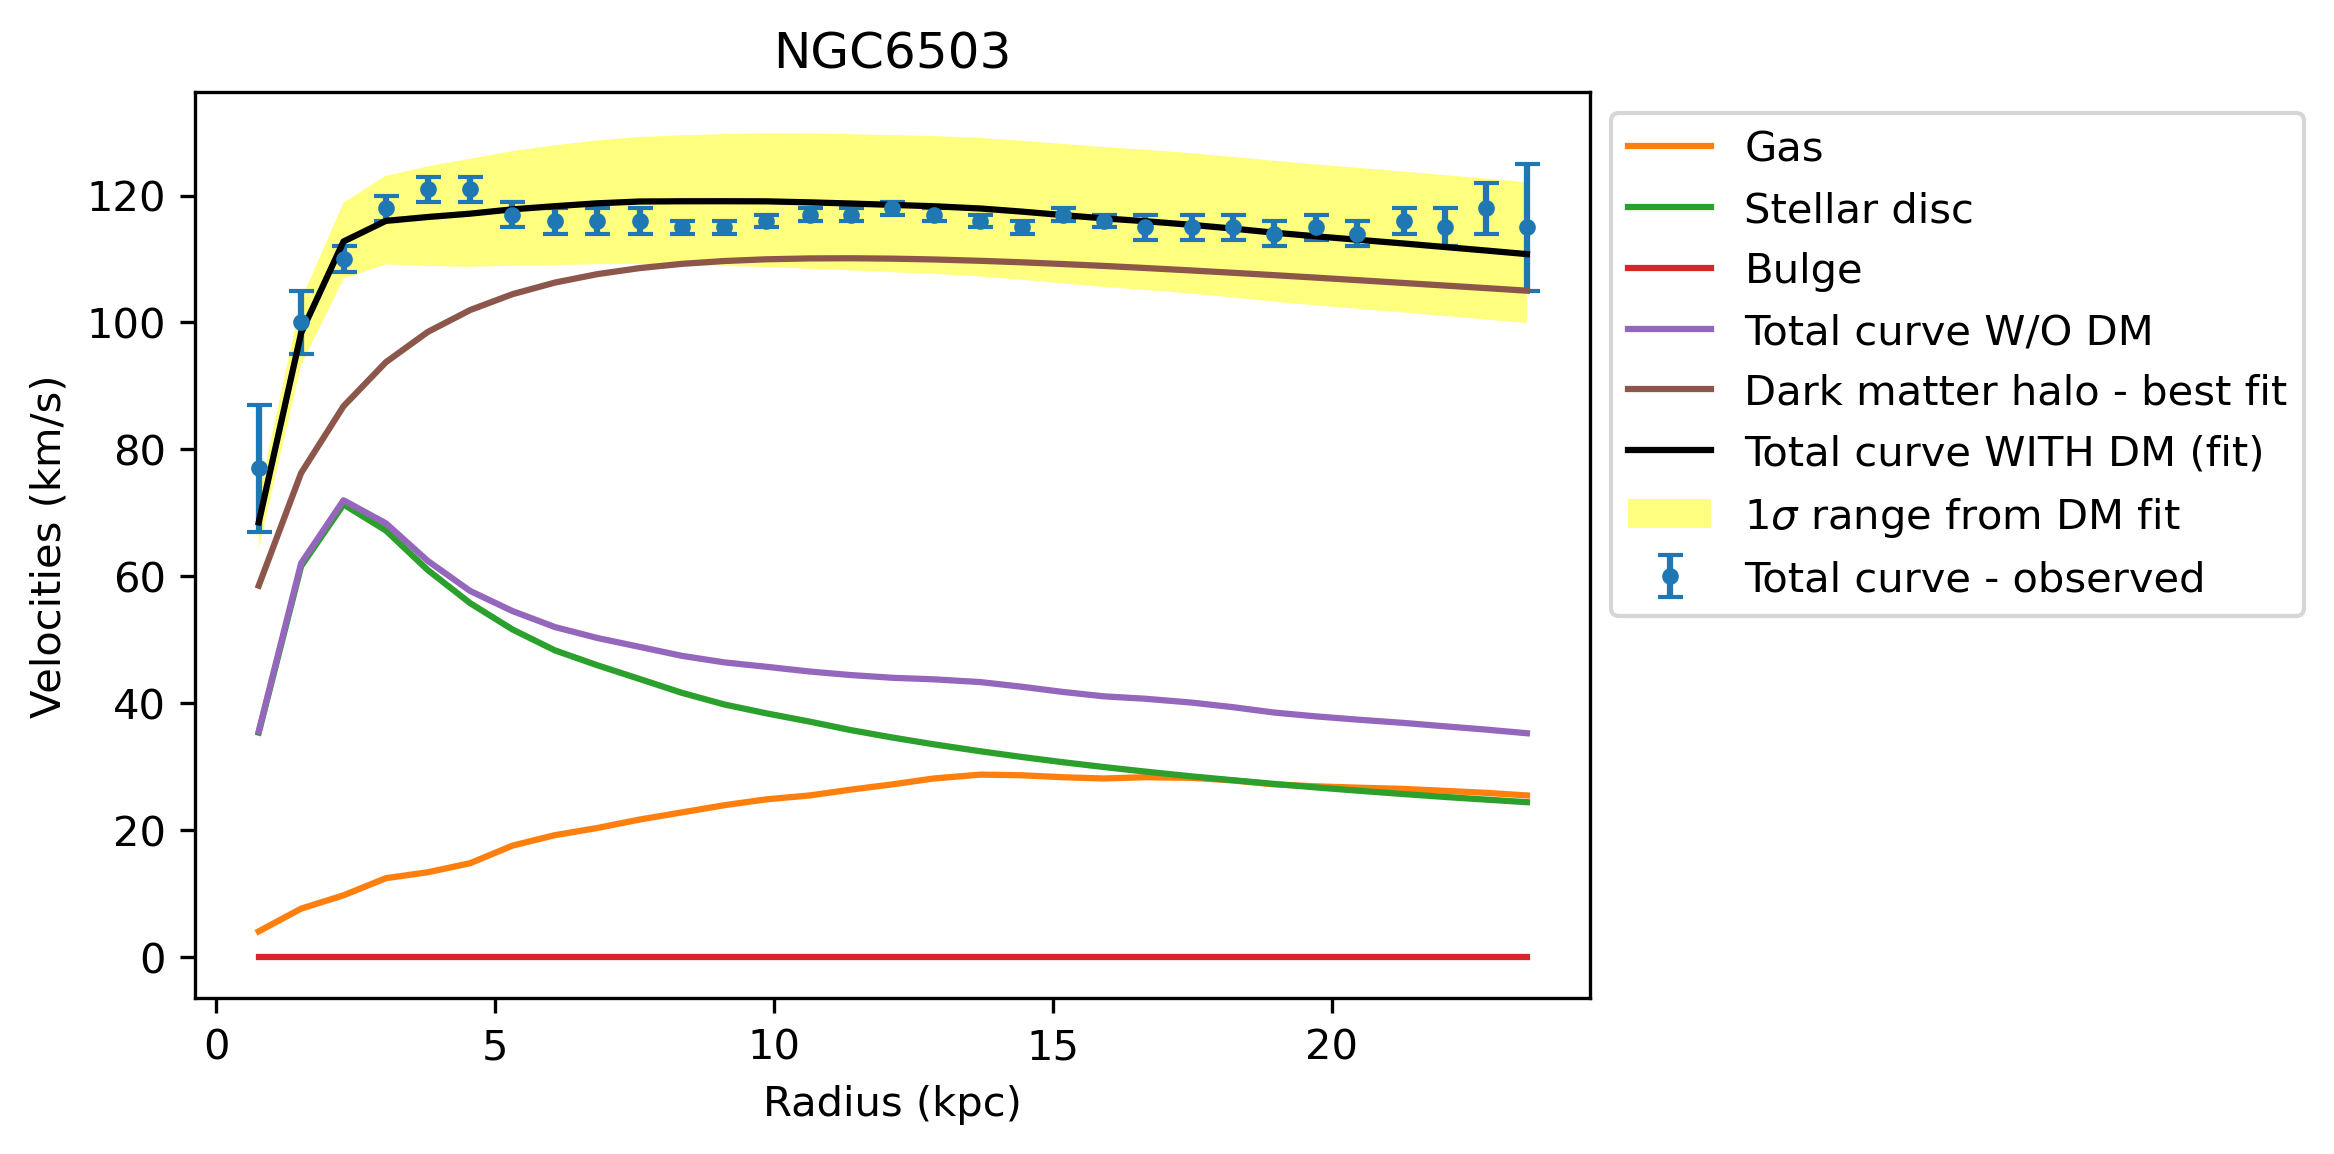 NGC6503
Velocities (km/s)
120
100
80
60
40
20
0
0 5 10 15 20
Radius (kpc)
Gas
Stellar disc
Bulge
Total curve W/O DM
Dark matter halo - best fit
Total curve WITH DM (fit)
1σ range from DM fit
Total curve - observed